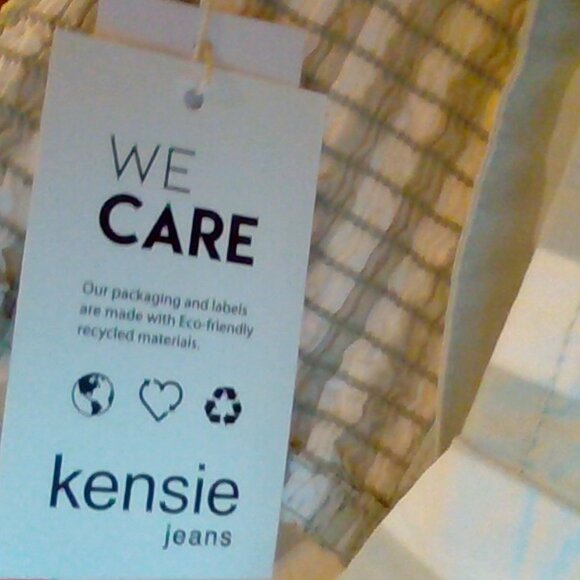 WE
CARE
Our packaging and labels
are made with Eco-friendly
recycled materials.
kensie
jeans